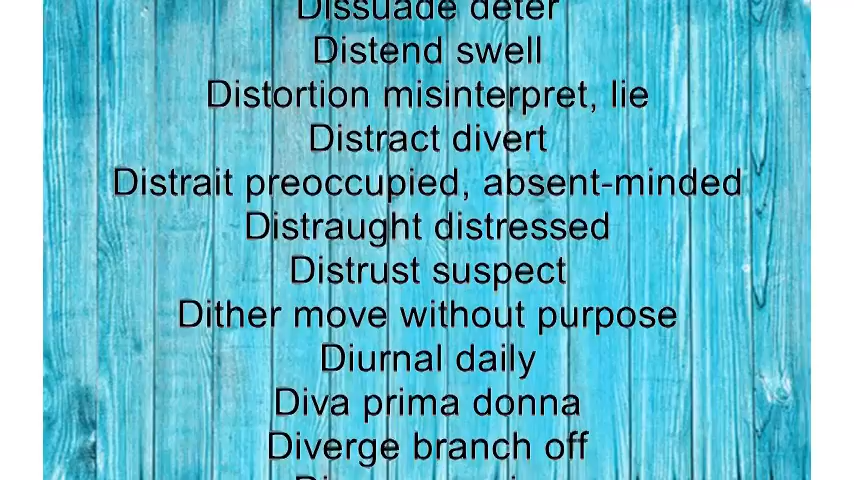 Dissuade deter
Distend swell
Distortion misinterpret, lie
Distract divert
Distrait preoccupied, absent-minded
Distraught distressed
Distrust suspect
Dither move without purpose
Diurnal daily
Diva prima donna
Diverge branch off